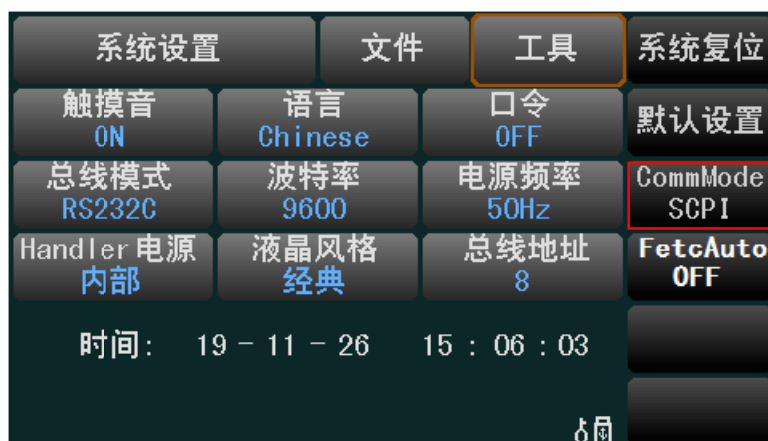 系统设置 文件 工具 系统复位
触摸音 语言 口令 默认设置
ON Chinese OFF
总线模式 波特率 电源频率 CommMode
RS232C 9600 50Hz SCPI
Handler电源 液晶风格 总线地址 FetcAuto
内部 经典 8 OFF
时间: 19-11-26 15:06:03